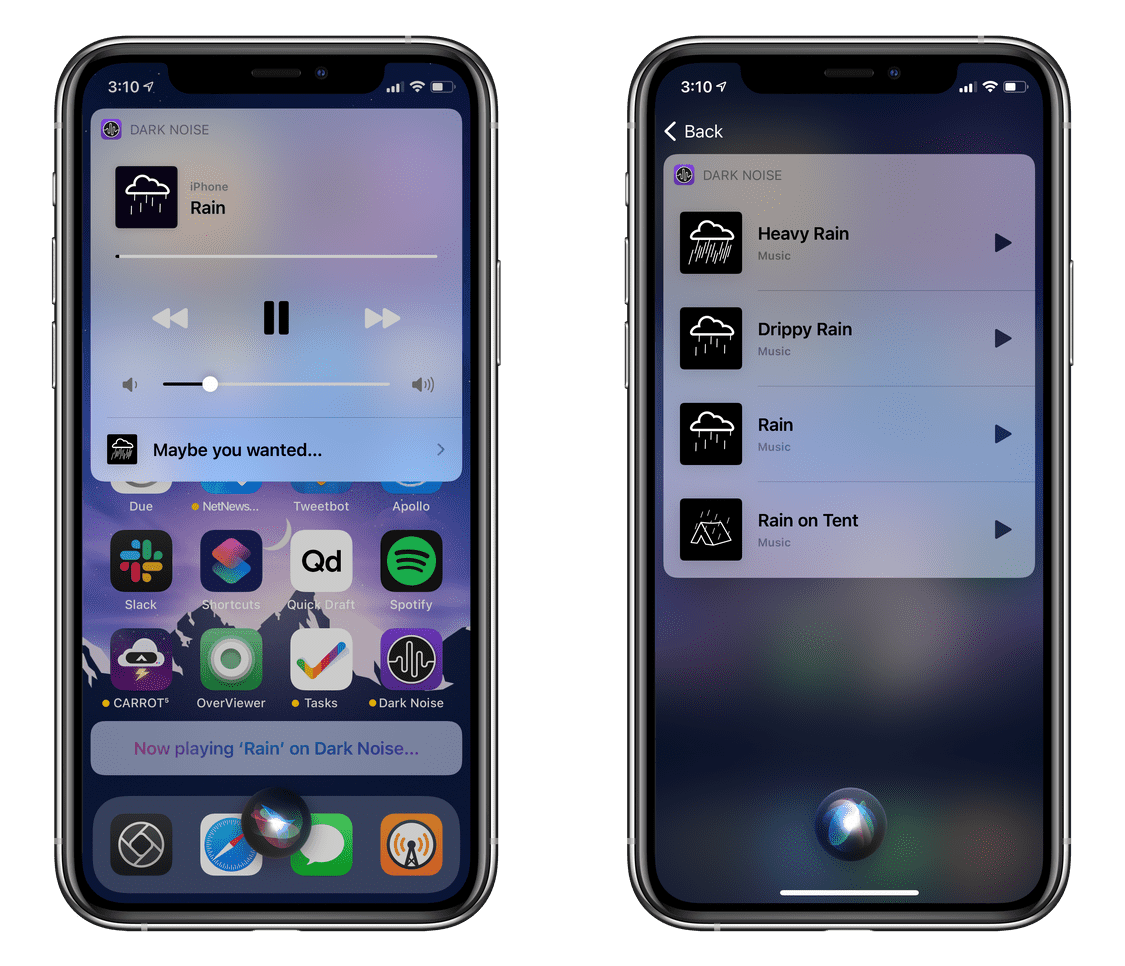 3:10
DARK NOISE
iPhone
Rain
Maybe you wanted...
Due
NetNews...
Tweetbot
Apollo
Slack
Shortcuts
Qd
Quick Draft
Spotify
CARROT⁵
OverViewer
Tasks
Dark Noise
Now playing ‘Rain’ on Dark Noise...
3:10
Back
DARK NOISE
Heavy Rain
Music
Drippy Rain
Music
Rain
Music
Rain on Tent
Music